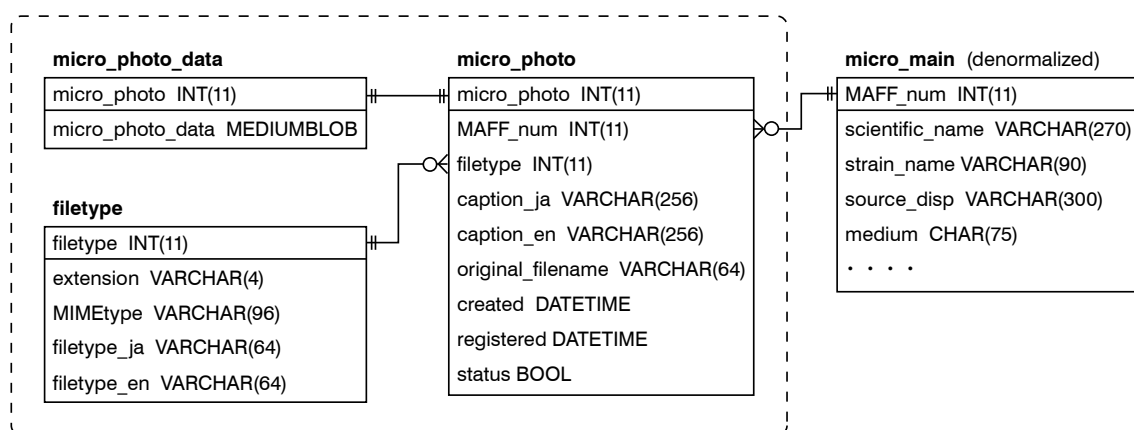 micro_photo_data
micro_photo INT(11)
micro_photo_data MEDIUMBLOB
filetype
filetype INT(11)
extension VARCHAR(4)
MIMEtype VARCHAR(96)
filetype_ja VARCHAR(64)
filetype_en VARCHAR(64)
micro_photo
micro_photo INT(11)
MAFF_num INT(11)
filetype INT(11)
caption_ja VARCHAR(256)
caption_en VARCHAR(256)
original_filename VARCHAR(64)
created DATETIME
registered DATETIME
status BOOL
micro_main (denormalized)
MAFF_num INT(11)
scientific_name VARCHAR(270)
strain_name VARCHAR(90)
source_disp VARCHAR(300)
medium CHAR(75)
· · · ·